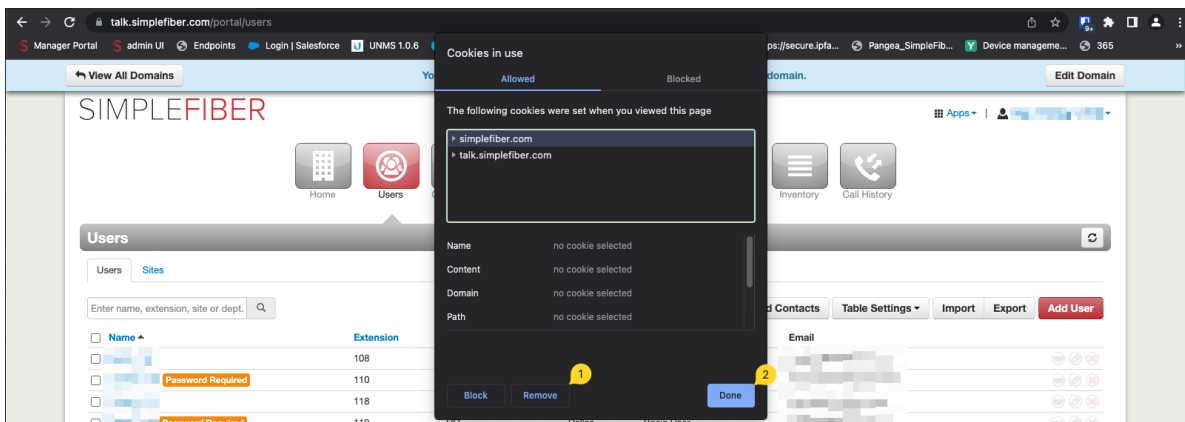 talk.simplefiber.com/portal/users
Manager Portal admin UI Endpoints Login | Salesforce UNMS 1.0.6 ps://secure.ipfa... Pangea_SimpleFib... Device manageme... 365 »
View All Domains Yo domain. Edit Domain
SIMPLEFIBER
Apps
Home Users Inventory Call History
Users
Users Sites
Enter name, extension, site or dept. d Contacts Table Settings Import Export Add User
Name Extension Email
108
Password Required 110
118
Cookies in use
Allowed Blocked
The following cookies were set when you viewed this page
simplefiber.com
talk.simplefiber.com
Name no cookie selected
Content no cookie selected
Domain no cookie selected
Path no cookie selected
1 2
Block Remove Done